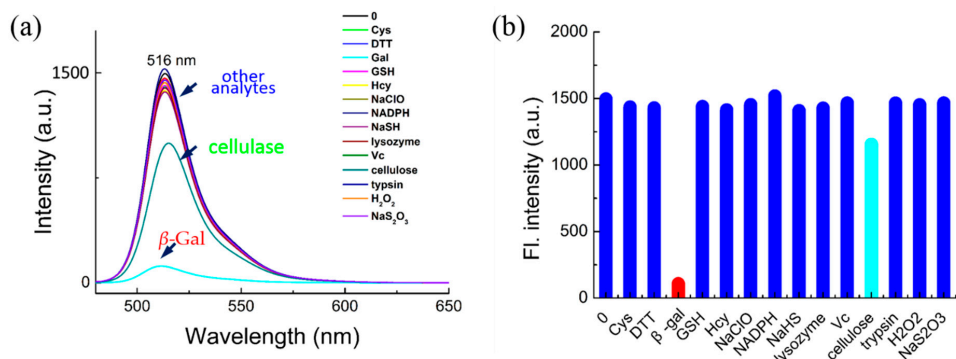 (a)
516 nm
1500
0
Intensity (a.u.)
other
analytes
cellulase
β-Gal
0
Cys
DTT
Gal
GSH
Hcy
NaClO
NADPH
NaSH
lysozyme
Vc
cellulose
typsin
H₂O₂
NaS₂O₃
500
550
600
650
Wavelength (nm)
(b)
2000
1500
1000
500
0
Fl. intensity (a.u.)
0
Cys
DTT
β -gal
GSH
Hcy
NaClO
NADPH
NaHS
lysozyme
Vc
cellulose
trypsin
H2O2
NaS2O3